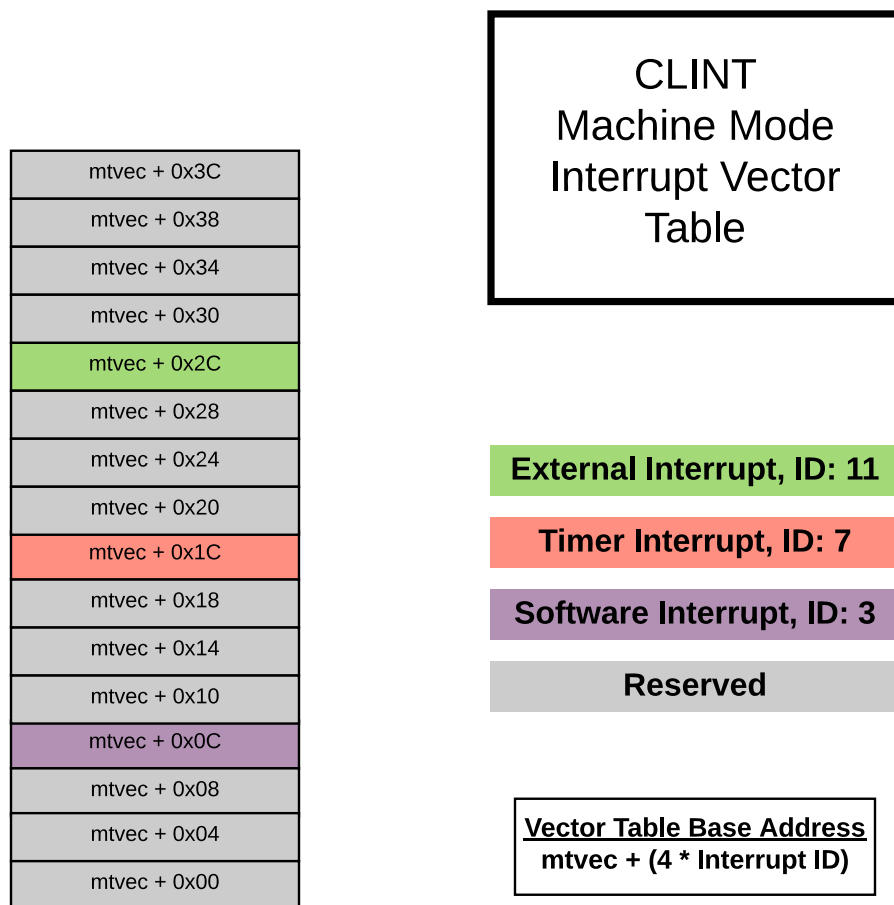 CLINT
Machine Mode
Interrupt Vector
Table
mtvec + 0x3C
mtvec + 0x38
mtvec + 0x34
mtvec + 0x30
mtvec + 0x2C
mtvec + 0x28
mtvec + 0x24
mtvec + 0x20
mtvec + 0x1C
mtvec + 0x18
mtvec + 0x14
mtvec + 0x10
mtvec + 0x0C
mtvec + 0x08
mtvec + 0x04
mtvec + 0x00
External Interrupt, ID: 11
Timer Interrupt, ID: 7
Software Interrupt, ID: 3
Reserved
Vector Table Base Address
mtvec + (4 * Interrupt ID)